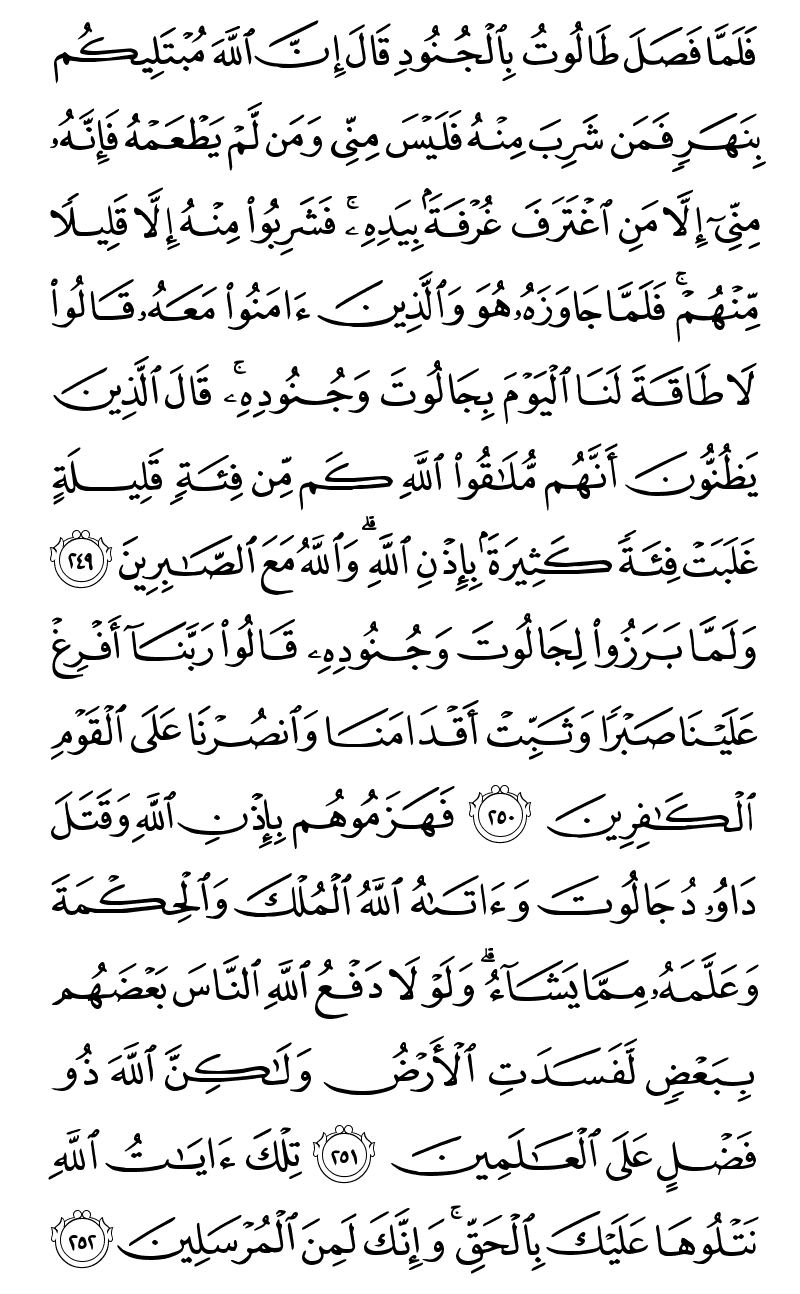 فَلَمَّا فَصَلَ طَالُوتُ بِٱلْجُنُودِ قَالَ إِنَّ ٱللَّهَ مُبْتَلِيكُم
بِنَهَرٍ فَمَن شَرِبَ مِنْهُ فَلَيْسَ مِنِّى وَمَن لَّمْ يَطْعَمْهُ فَإِنَّهُۥ
مِنِّىٓ إِلَّا مَنِ ٱغْتَرَفَ غُرْفَةًۢ بِيَدِهِۦ ۚ فَشَرِبُوا۟ مِنْهُ إِلَّا قَلِيلًا
مِّنْهُمْ ۚ فَلَمَّا جَاوَزَهُۥ هُوَ وَٱلَّذِينَ ءَامَنُوا۟ مَعَهُۥ قَالُوا۟
لَا طَاقَةَ لَنَا ٱلْيَوْمَ بِجَالُوتَ وَجُنُودِهِۦ ۚ قَالَ ٱلَّذِينَ
يَظُنُّونَ أَنَّهُم مُّلَـٰقُوا۟ ٱللَّهِ كَم مِّن فِئَةٍ قَلِيلَةٍ
غَلَبَتْ فِئَةً كَثِيرَةًۢ بِإِذْنِ ٱللَّهِ ۗ وَٱللَّهُ مَعَ ٱلصَّـٰبِرِينَ ٢٤٩
وَلَمَّا بَرَزُوا۟ لِجَالُوتَ وَجُنُودِهِۦ قَالُوا۟ رَبَّنَآ أَفْرِغْ
عَلَيْنَا صَبْرًا وَثَبِّتْ أَقْدَامَنَا وَٱنصُرْنَا عَلَى ٱلْقَوْمِ
ٱلْكَـٰفِرِينَ ٢٥٠ فَهَزَمُوهُم بِإِذْنِ ٱللَّهِ وَقَتَلَ
دَاوُۥدُ جَالُوتَ وَءَاتَىٰهُ ٱللَّهُ ٱلْمُلْكَ وَٱلْحِكْمَةَ
وَعَلَّمَهُۥ مِمَّا يَشَآءُ ۗ وَلَوْلَا دَفْعُ ٱللَّهِ ٱلنَّاسَ بَعْضَهُم
بِبَعْضٍ لَّفَسَدَتِ ٱلْأَرْضُ وَلَـٰكِنَّ ٱللَّهَ ذُو
فَضْلٍ عَلَى ٱلْعَـٰلَمِينَ ٢٥١ تِلْكَ ءَايَـٰتُ ٱللَّهِ
نَتْلُوهَا عَلَيْكَ بِٱلْحَقِّ ۚ وَإِنَّكَ لَمِنَ ٱلْمُرْسَلِينَ ٢٥٢